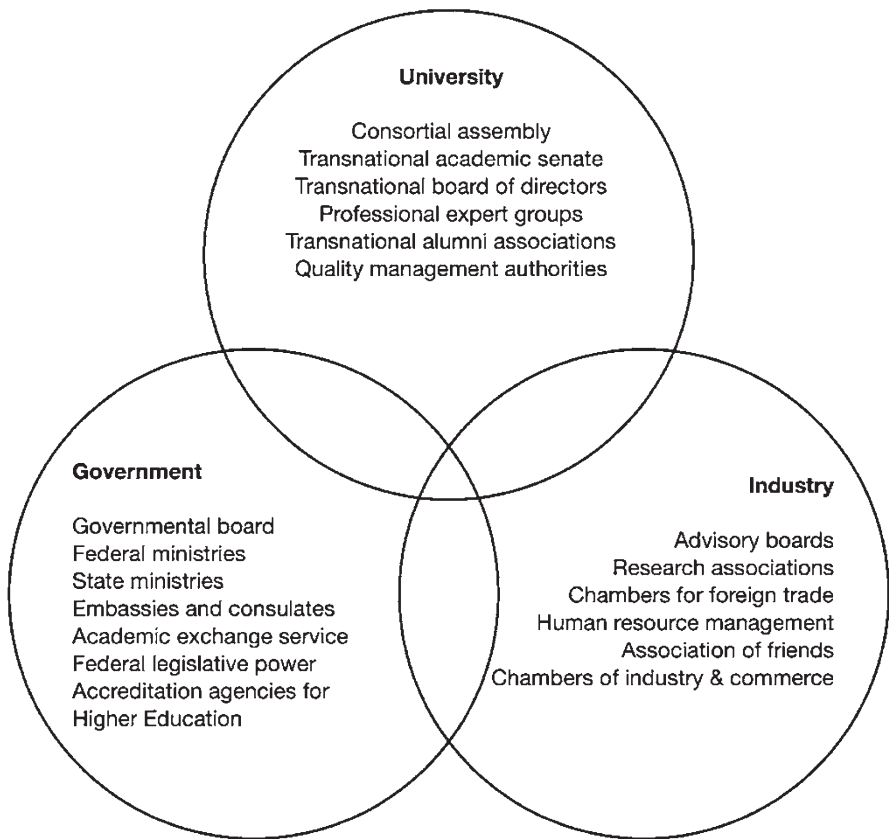 University
Consortial assembly
Transnational academic senate
Transnational board of directors
Professional expert groups
Transnational alumni associations
Quality management authorities
Government
Governmental board
Federal ministries
State ministries
Embassies and consulates
Academic exchange service
Federal legislative power
Accreditation agencies for
Higher Education
Industry
Advisory boards
Research associations
Chambers for foreign trade
Human resource management
Association of friends
Chambers of industry & commerce